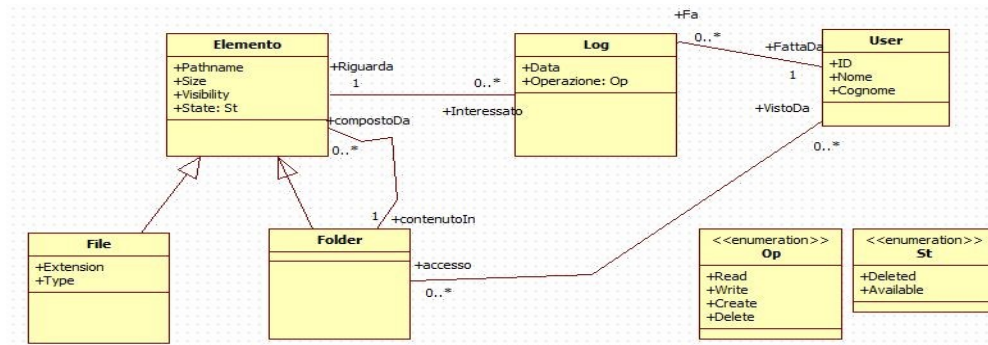 Elemento
+Pathname
+Size
+Visibility
+State: St
+Riguarda
1
0..*
+Interessato
Log
+Data
+Operazione: Op
+Fa
0..*
+FattaDa
1
User
+ID
+Nome
+Cognome
+VistoDa
0..*
+compostoDa
0..*
1
+contenutoIn
File
+Extension
+Type
Folder
+accesso
0..*
<<enumeration>>
Op
+Read
+Write
+Create
+Delete
<<enumeration>>
St
+Deleted
+Available